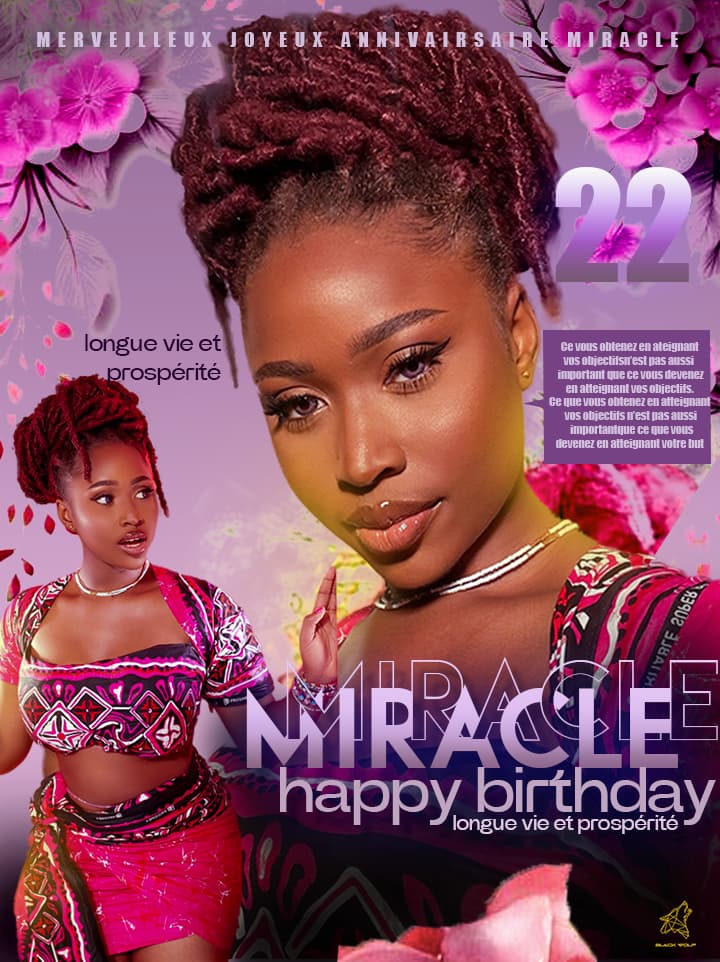 MERVEILLEUX JOYEUX ANNIVAIRSAIRE MIRACLE
22
longue vie et
prospérité
Ce vous obtenez en ateignant
vos objectifsn'est pas aussi
important que ce vous devenez
en atteignant vos objectifs.
Ce que vous obtenez en atteignant
vos objectifs n'est pas aussi
importantque ce que vous
devenez en atteignant votre but
MIRACLE
MIRACLE
happy birthday
longue vie et prospérité
BLACK WOLF